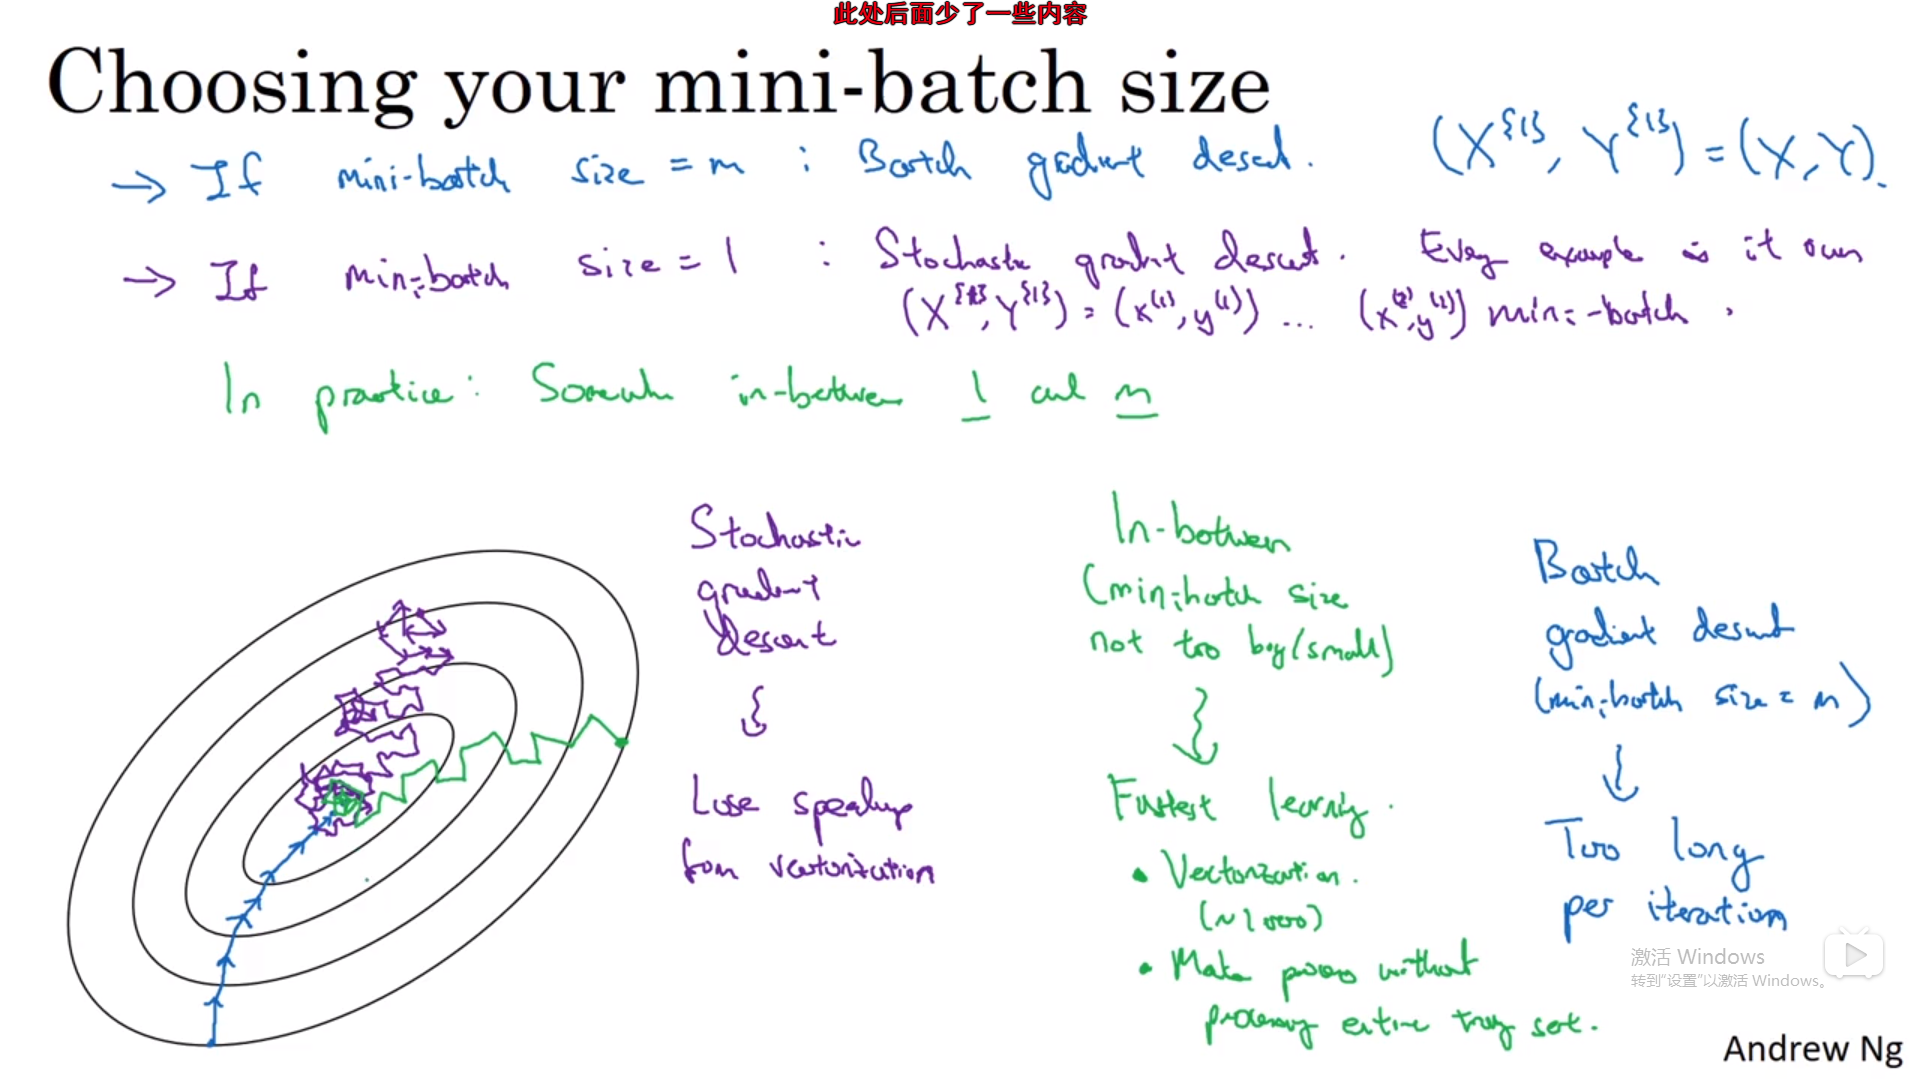 此处后面少了一些内容
Choosing your mini-batch size
→ If mini-batch size = m : Batch gradient descent. (X^{1}, Y^{1}) = (X, Y).
→ If mini-batch size = 1 : Stochastic gradient descent. Every example is it own
(X^{1}, Y^{1}) = (x^(1), y^(1)) ... (x^(2), y^(2)) mini-batch.
In practice: Somewhere in-between 1 and m
Stochastic
gradient
descent
Lose speedup
from vectorization
In-between
(mini-batch size
not too big/small)
Fastest learning.
• Vectorization.
(~1000)
• Make progress without
processing entire training set.
Batch
gradient descent
(mini-batch size = m)
Too long
per iteration
激活 Windows
转到“设置”以激活 Windows。
Andrew Ng